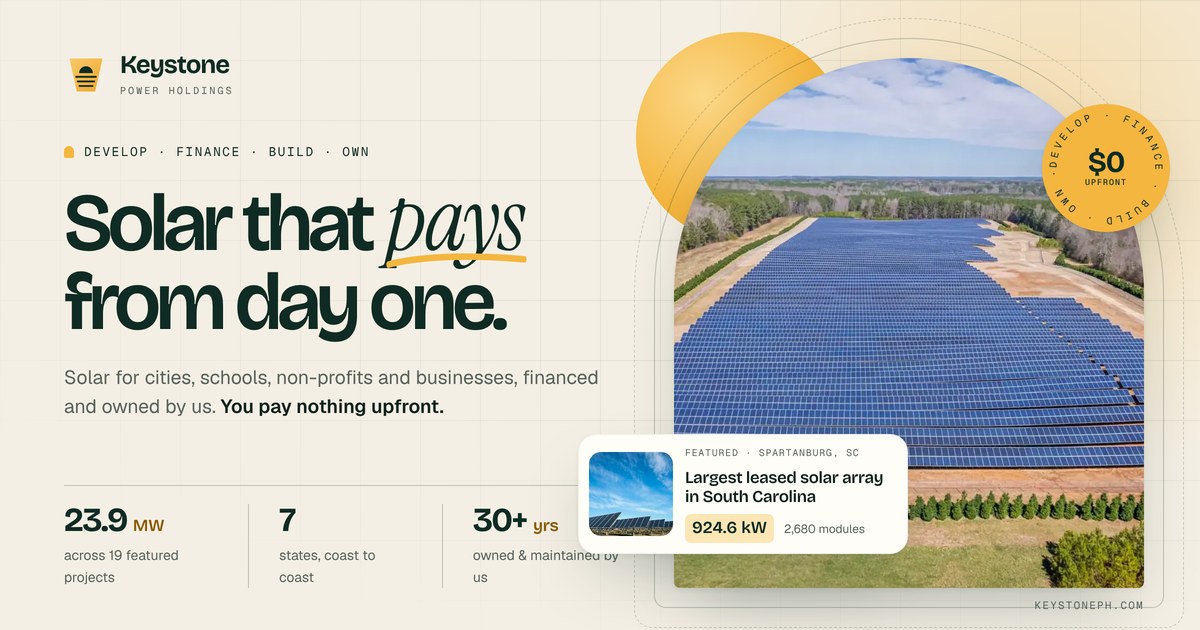 Keystone
POWER HOLDINGS
DEVELOP · FINANCE · BUILD · OWN
Solar that pays
from day one.
Solar for cities, schools, non-profits and businesses, financed
and owned by us. You pay nothing upfront.
23.9 MW
across 19 featured
projects
7
states, coast to
coast
30+ yrs
owned & maintained by
us
DEVELOP · FINANCE · BUILD · OWN ·
$0
UPFRONT
FEATURED · SPARTANBURG, SC
Largest leased solar array
in South Carolina
924.6 kW 2,680 modules
KEYSTONEPH.COM